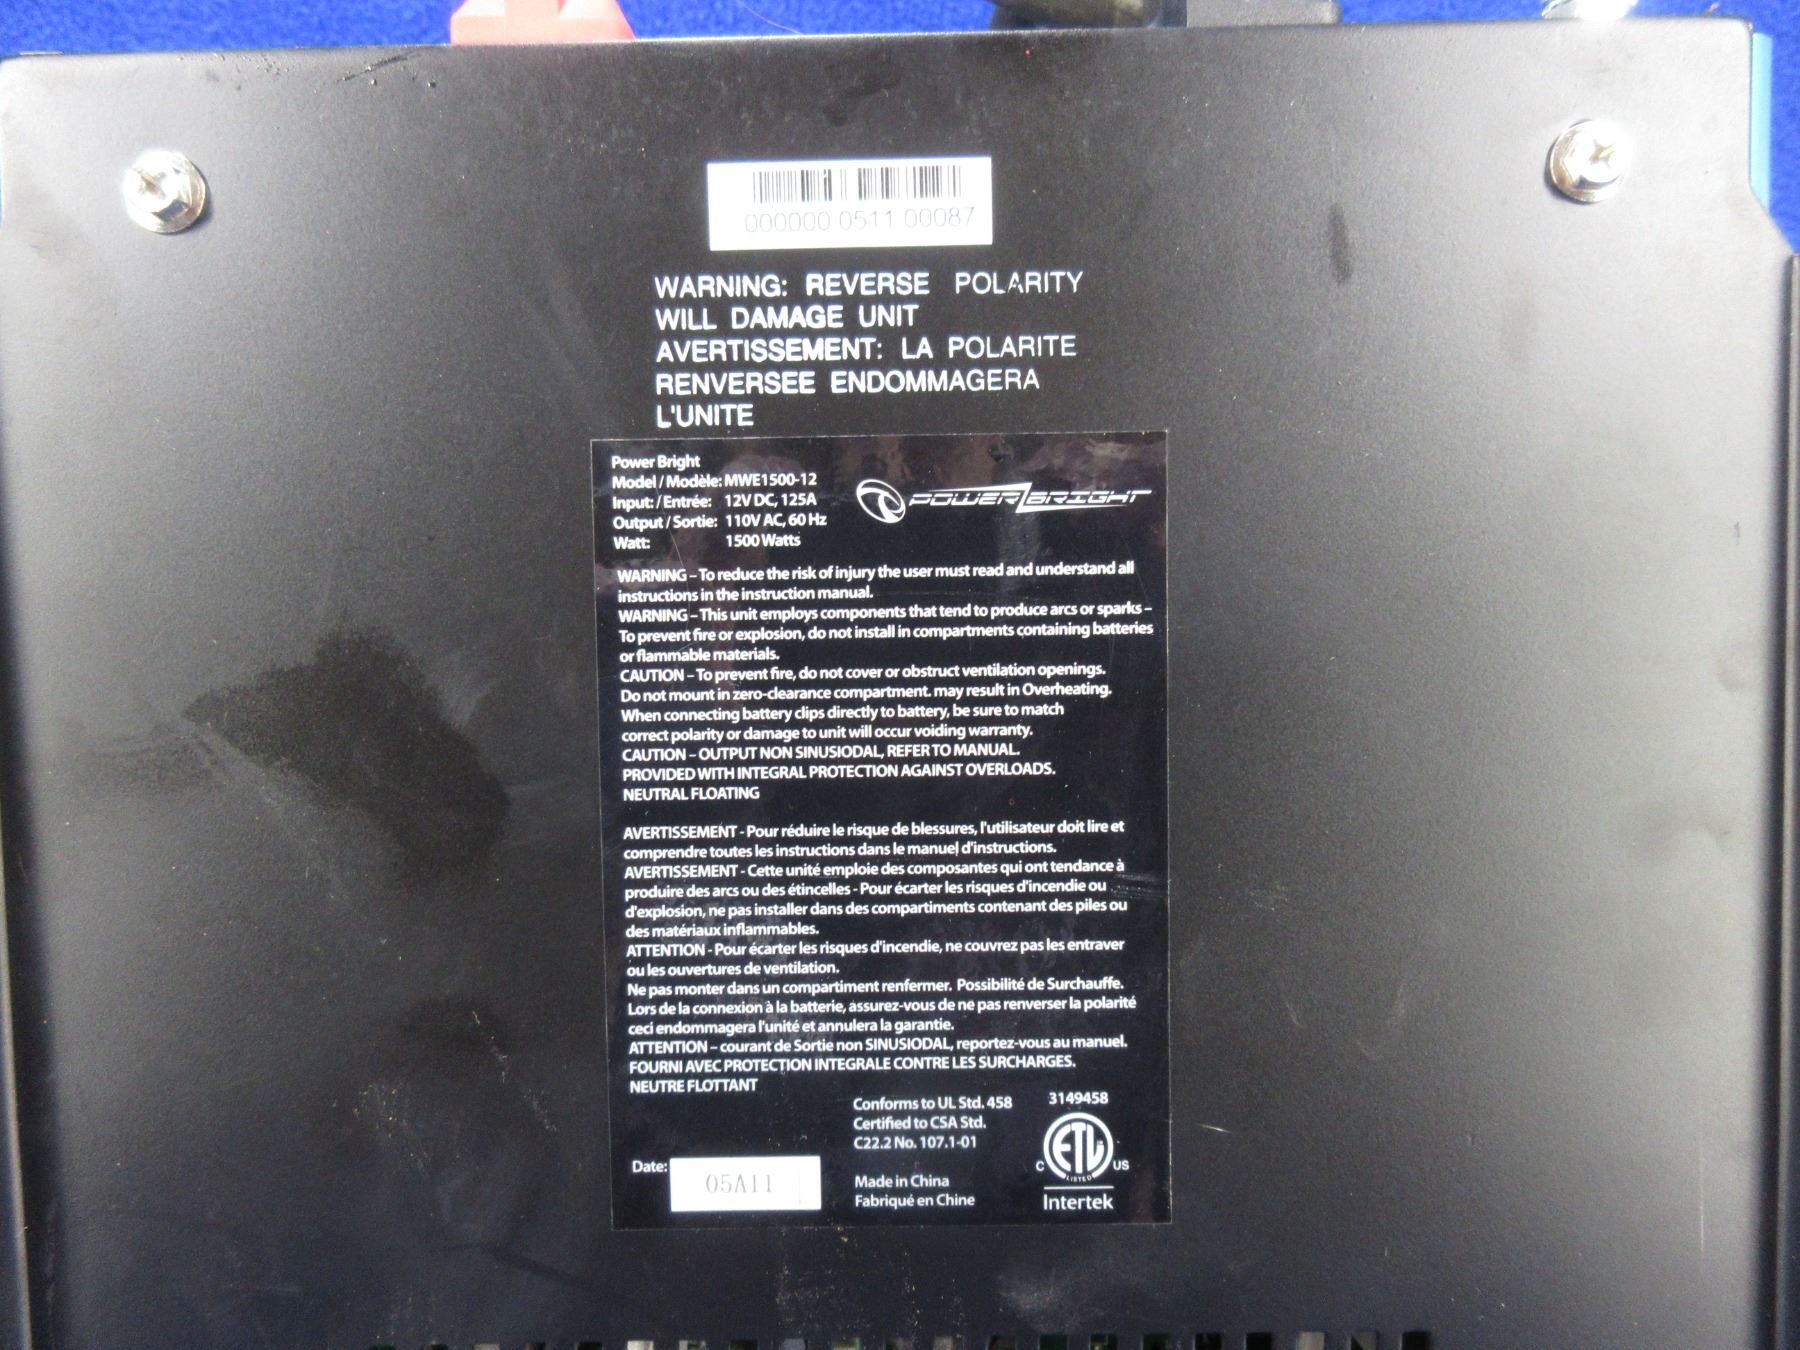 000000 0511 00087
WARNING: REVERSE POLARITY
WILL DAMAGE UNIT
AVERTISSEMENT: LA POLARITE
RENVERSEE ENDOMMAGERA
L'UNITE
Power Bright
Model / Modèle: MWE1500-12
Input: / Entrée: 12V DC, 125A
Output / Sortie: 110V AC, 60 Hz
Watt: 1500 Watts
POWER BRIGHT
WARNING – To reduce the risk of injury the user must read and understand all
instructions in the instruction manual.
WARNING – This unit employs components that tend to produce arcs or sparks –
To prevent fire or explosion, do not install in compartments containing batteries
or flammable materials.
CAUTION – To prevent fire, do not cover or obstruct ventilation openings.
Do not mount in zero-clearance compartment. may result in Overheating.
When connecting battery clips directly to battery, be sure to match
correct polarity or damage to unit will occur voiding warranty.
CAUTION – OUTPUT NON SINUSIODAL, REFER TO MANUAL.
PROVIDED WITH INTEGRAL PROTECTION AGAINST OVERLOADS.
NEUTRAL FLOATING
AVERTISSEMENT - Pour réduire le risque de blessures, l'utilisateur doit lire et
comprendre toutes les instructions dans le manuel d'instructions.
AVERTISSEMENT - Cette unité emploie des composantes qui ont tendance à
produire des arcs ou des étincelles - Pour écarter les risques d'incendie ou
d'explosion, ne pas installer dans des compartiments contenant des piles ou
des matériaux inflammables.
ATTENTION - Pour écarter les risques d'incendie, ne couvrez pas les entraver
ou les ouvertures de ventilation.
Ne pas monter dans un compartiment renfermer. Possibilité de Surchauffe.
Lors de la connexion à la batterie, assurez-vous de ne pas renverser la polarité
ceci endommagera l'unité et annulera la garantie.
ATTENTION – courant de Sortie non SINUSIODAL, reportez-vous au manuel.
FOURNI AVEC PROTECTION INTEGRALE CONTRE LES SURCHARGES.
NEUTRE FLOTTANT
Conforms to UL Std. 458
Certified to CSA Std.
C22.2 No. 107.1-01
3149458
ETL
LISTED
C US
Intertek
Date: 05A11
Made in China
Fabriqué en Chine